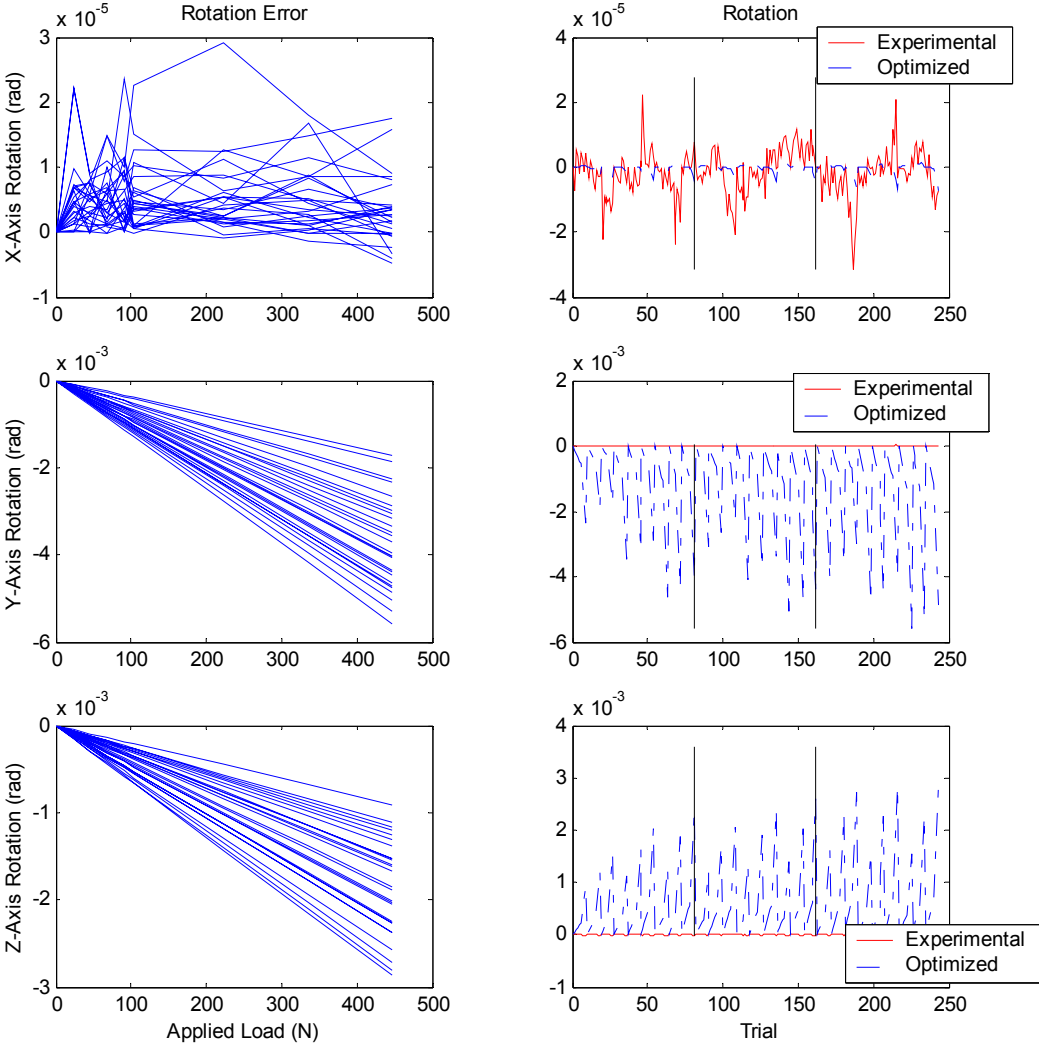 Rotation Error
x 10-5
X-Axis Rotation (rad)
3
2
1
0
-1
0 100 200 300 400 500
Rotation
x 10-5
4
2
0
-2
-4
0 50 100 150 200 250
Experimental
Optimized
x 10-3
Y-Axis Rotation (rad)
0
-2
-4
-6
0 100 200 300 400 500
x 10-3
2
0
-2
-4
-6
0 50 100 150 200 250
Experimental
Optimized
x 10-3
Z-Axis Rotation (rad)
0
-1
-2
-3
0 100 200 300 400 500
Applied Load (N)
x 10-3
4
3
2
1
0
-1
0 50 100 150 200 250
Trial
Experimental
Optimized